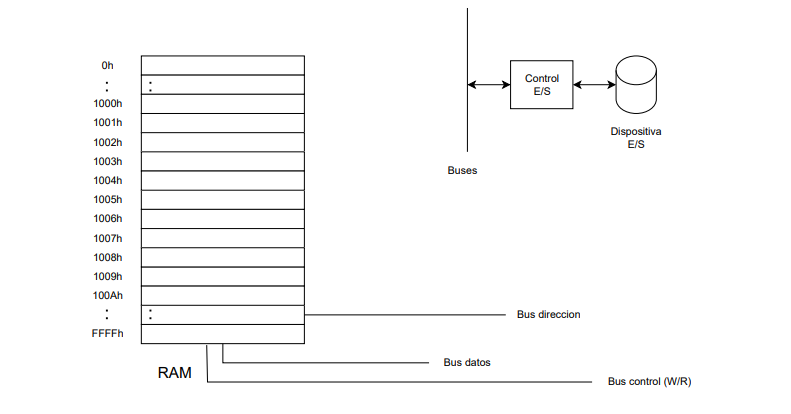 0h
:
:
1000h
1001h
1002h
1003h
1004h
1005h
1006h
1007h
1008h
1009h
100Ah
:
:
FFFFh
RAM
Control
E/S
Dispositiva
E/S
Buses
Bus direccion
Bus datos
Bus control (W/R)